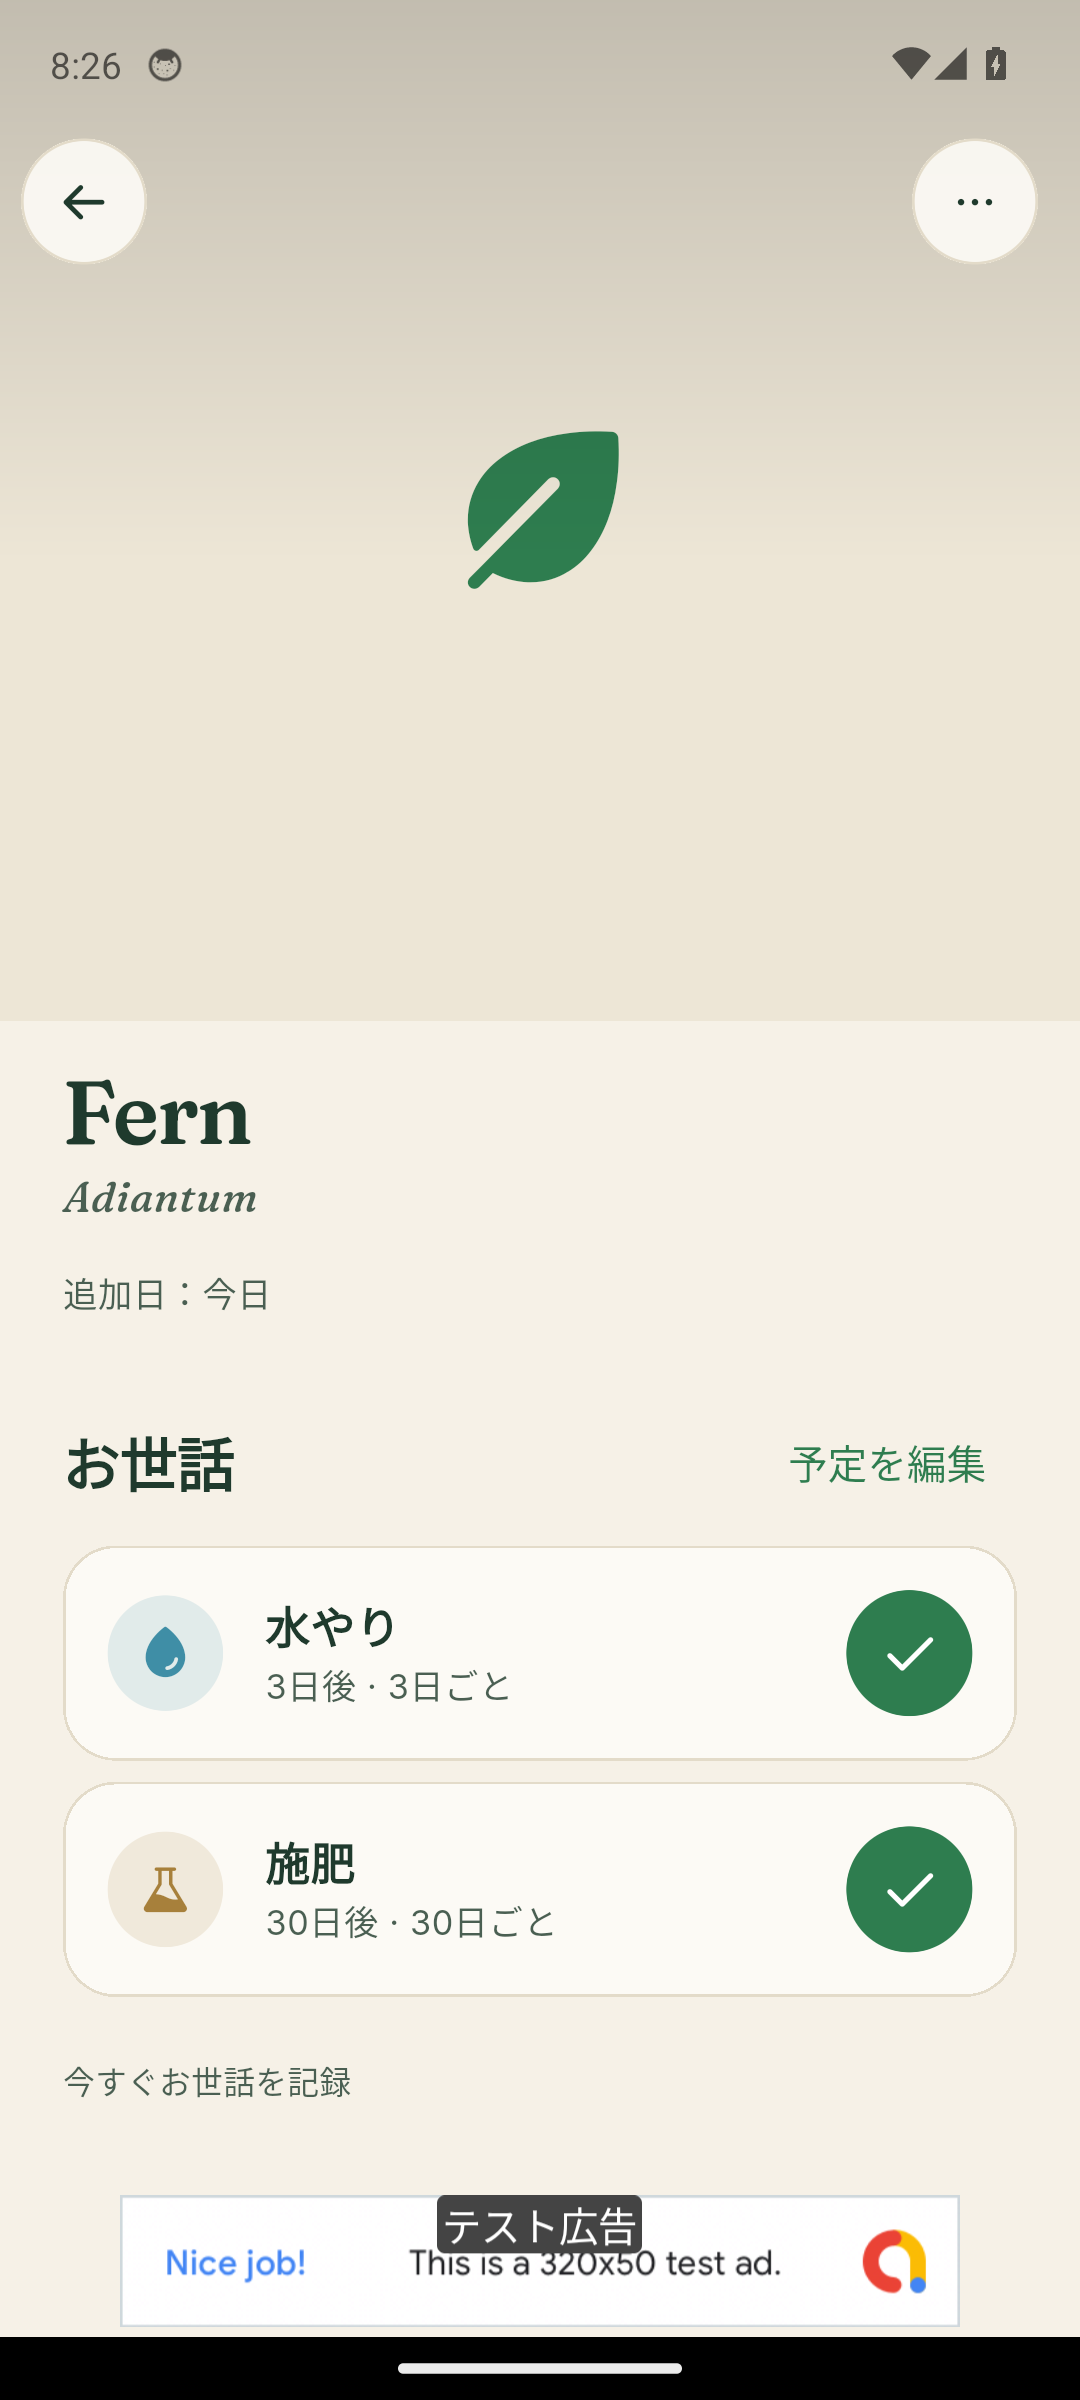 8:26
Fern
Adiantum
追加日：今日
お世話
予定を編集
水やり
3日後 · 3日ごと
施肥
30日後 · 30日ごと
今すぐお世話を記録
テスト広告
Nice job!
This is a 320x50 test ad.